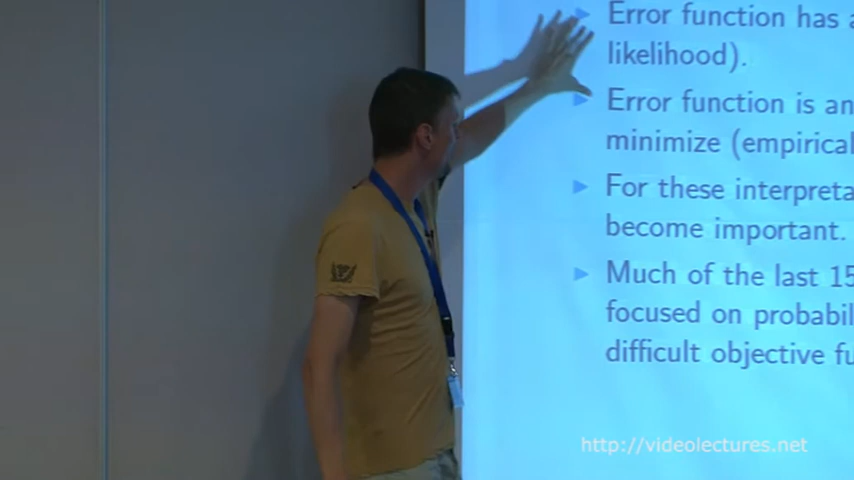 Error function has a
likelihood).
Error function is an
minimize (empirical
For these interpreta
become important.
Much of the last 15
focused on probabil
difficult objective fu
http://videolectures.net